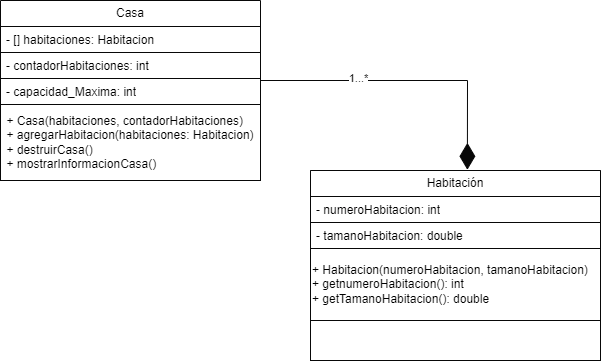 Casa
- [] habitaciones: Habitacion
- contadorHabitaciones: int
- capacidad_Maxima: int
+ Casa(habitaciones, contadorHabitaciones)
+ agregarHabitacion(habitaciones: Habitacion)
+ destruirCasa()
+ mostrarInformacionCasa()
1...*
Habitación
- numeroHabitacion: int
- tamanoHabitacion: double
+ Habitacion(numeroHabitacion, tamanoHabitacion)
+ getnumeroHabitacion(): int
+ getTamanoHabitacion(): double